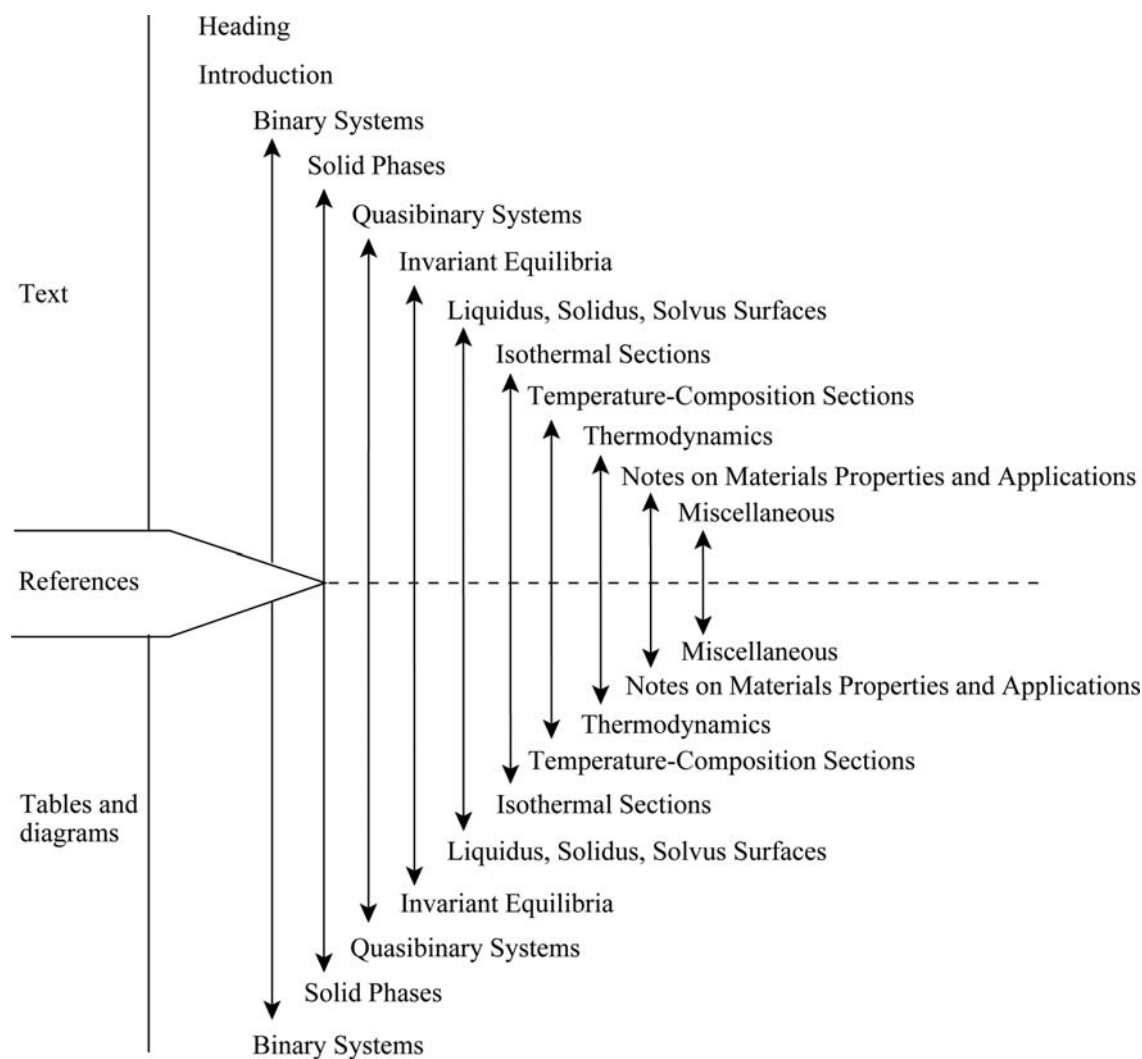 Heading
Introduction
Binary Systems
Solid Phases
Quasibinary Systems
Invariant Equilibria
Text
Liquidus, Solidus, Solvus Surfaces
Isothermal Sections
Temperature-Composition Sections
Thermodynamics
Notes on Materials Properties and Applications
Miscellaneous
References
Miscellaneous
Notes on Materials Properties and Applications
Thermodynamics
Temperature-Composition Sections
Tables and
diagrams
Isothermal Sections
Liquidus, Solidus, Solvus Surfaces
Invariant Equilibria
Quasibinary Systems
Solid Phases
Binary Systems